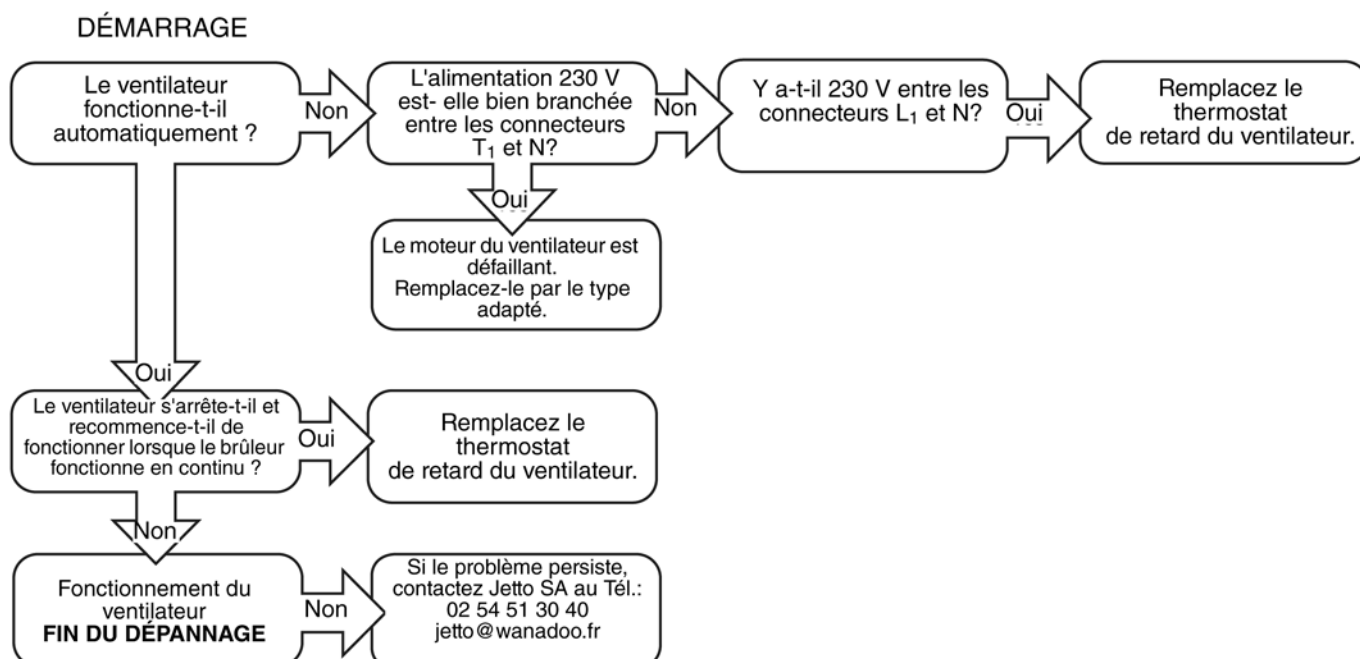 DÉMARRAGE
Le ventilateur
fonctionne-t-il
automatiquement ?
Non
L'alimentation 230 V
est- elle bien branchée
entre les connecteurs
T₁ et N?
Non
Y a-t-il 230 V entre les
connecteurs L₁ et N?
Oui
Remplacez le
thermostat
de retard du ventilateur.
Oui
Le moteur du ventilateur est
défaillant.
Remplacez-le par le type
adapté.
Oui
Le ventilateur s'arrête-t-il et
recommence-t-il de
fonctionner lorsque le brûleur
fonctionne en continu ?
Oui
Remplacez le
thermostat
de retard du ventilateur.
Non
Fonctionnement du
ventilateur
FIN DU DÉPANNAGE
Non
Si le problème persiste,
contactez Jetto SA au Tél.:
02 54 51 30 40
jetto@wanadoo.fr